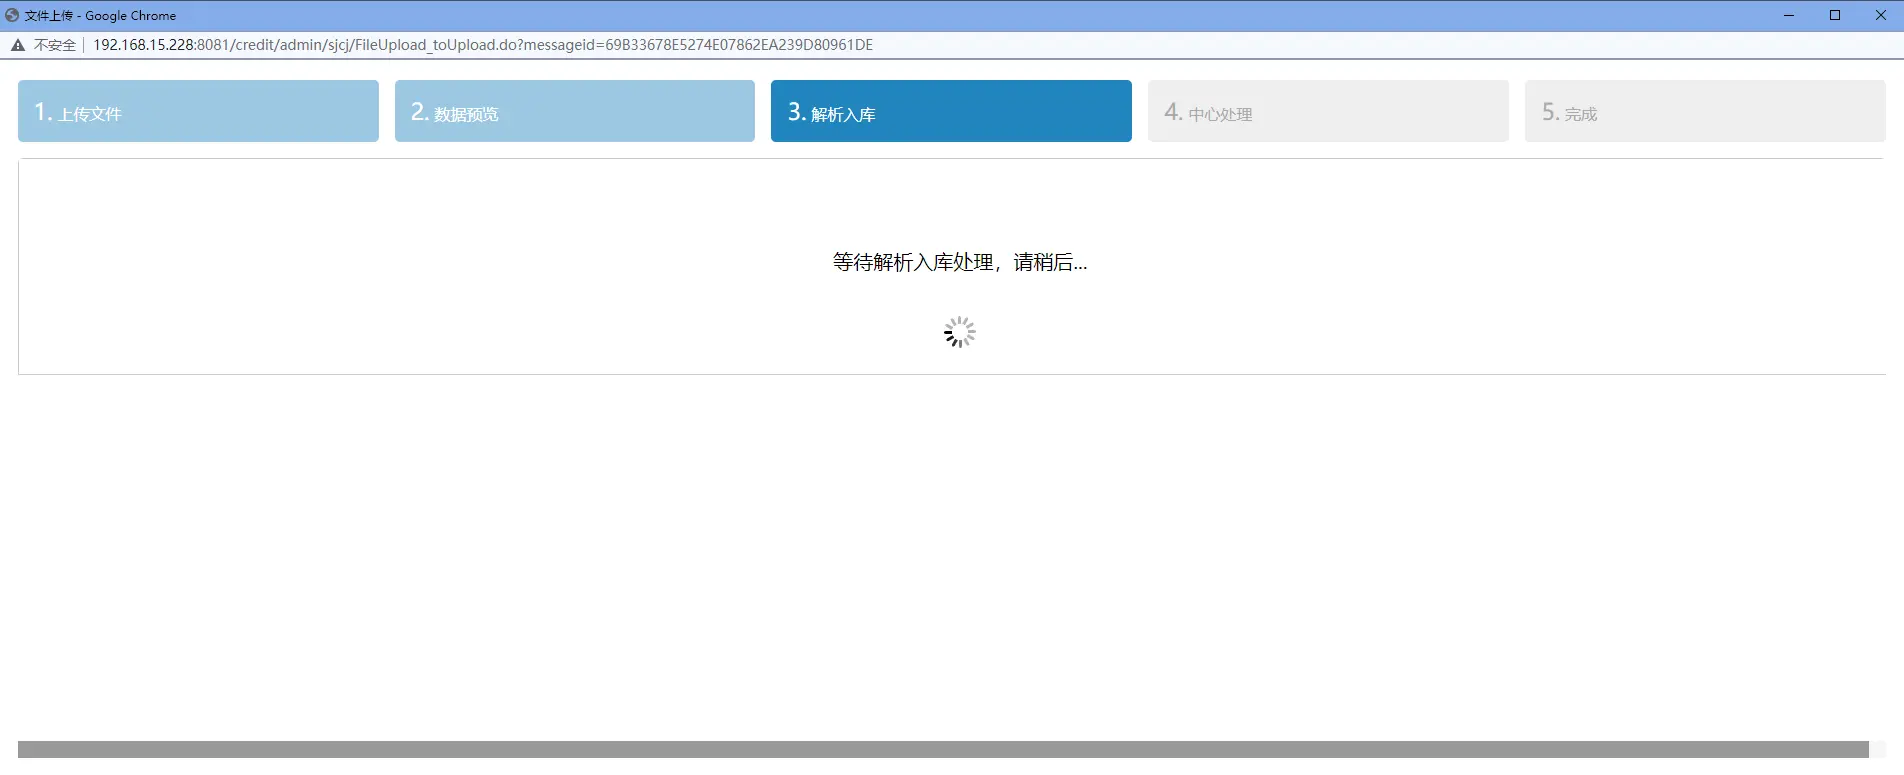 文件上传 - Google Chrome
不安全 192.168.15.228:8081/credit/admin/sjcj/FileUpload_toUpload.do?messageid=69B33678E5274E07862EA239D80961DE
1. 上传文件
2. 数据预览
3. 解析入库
4. 中心处理
5. 完成
等待解析入库处理，请稍后...